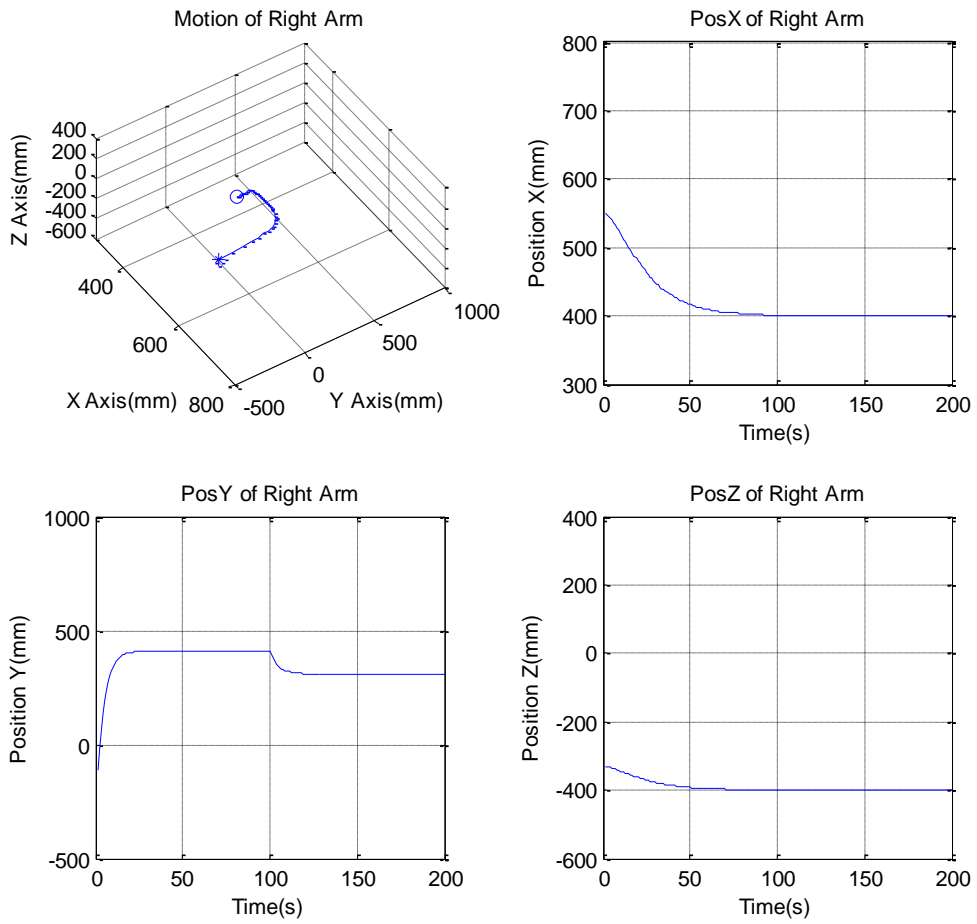 Motion of Right Arm
400
200
0
-200
-400
-600
Z Axis(mm)
400
600
800
X Axis(mm)
-500
0
500
1000
Y Axis(mm)
PosX of Right Arm
800
700
600
500
400
300
Position X(mm)
0 50 100 150 200
Time(s)
PosY of Right Arm
1000
500
0
-500
Position Y(mm)
0 50 100 150 200
Time(s)
PosZ of Right Arm
400
200
0
-200
-400
-600
Position Z(mm)
0 50 100 150 200
Time(s)